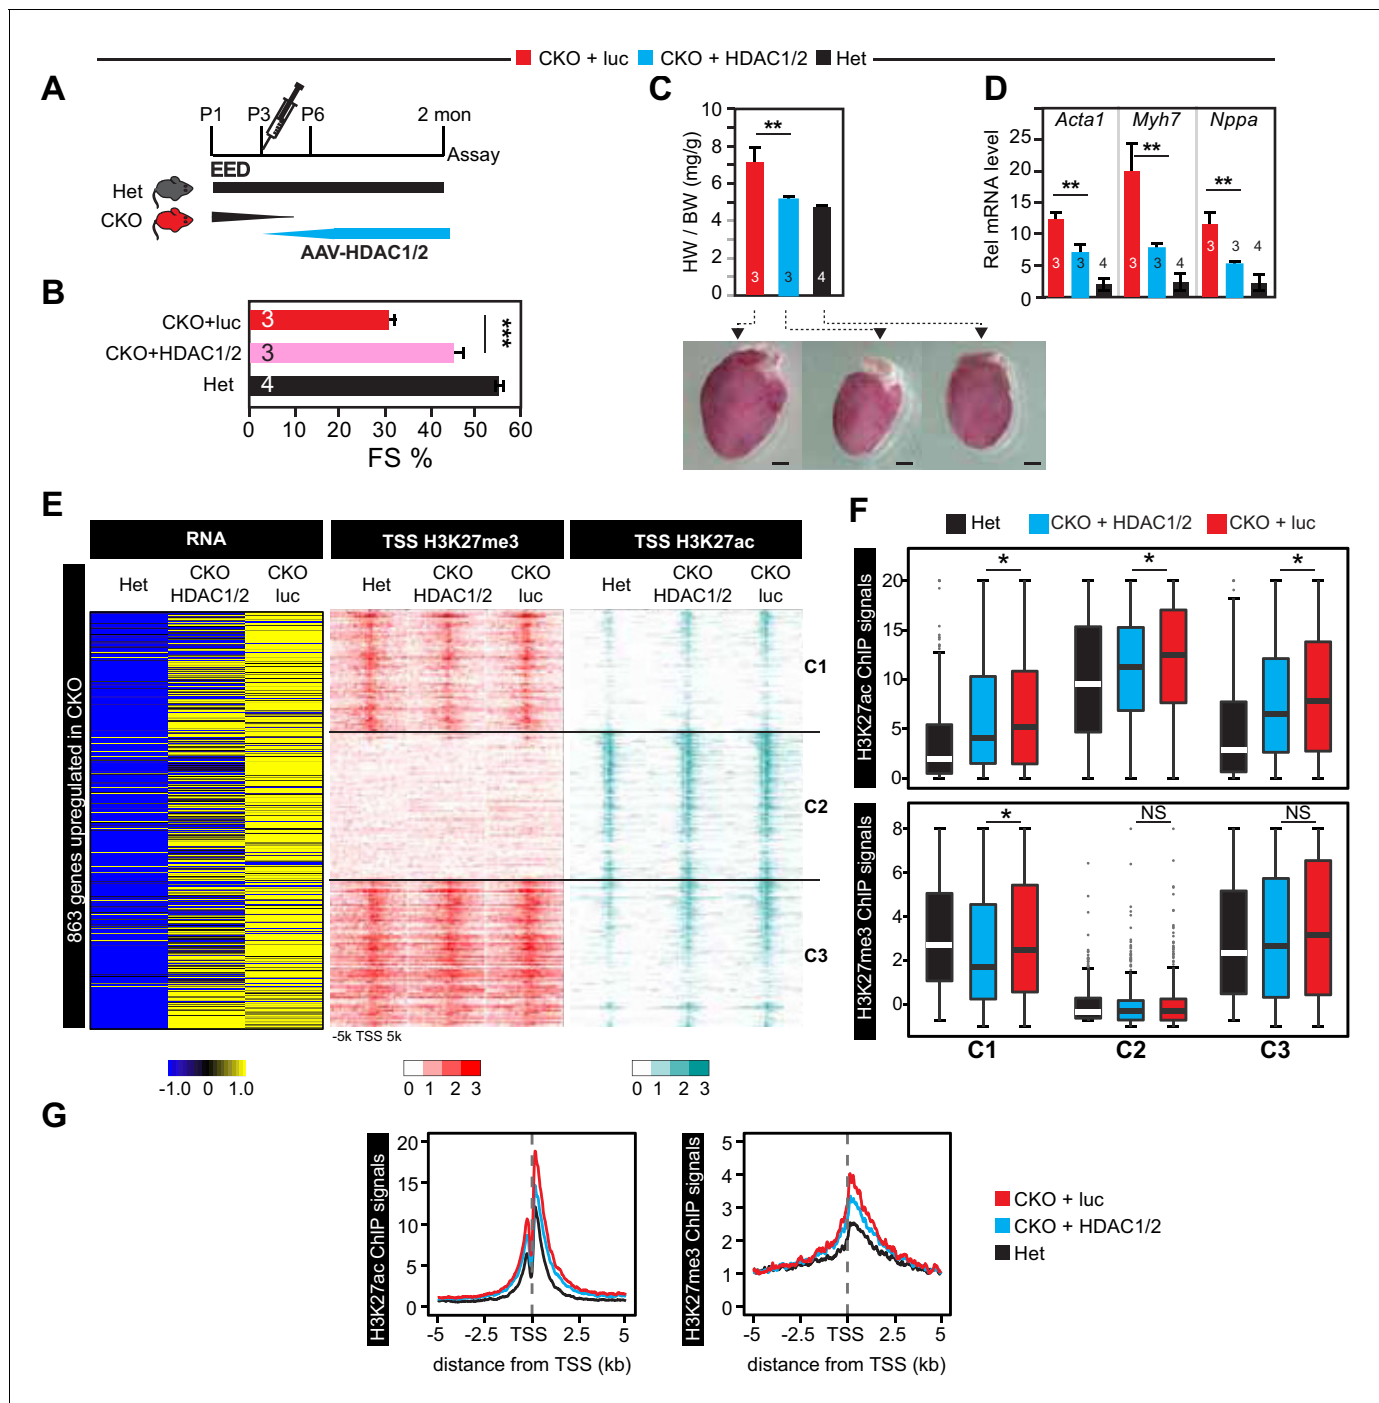 CKO + luc CKO + HDAC1/2 Het
A
P1 P3 P6 2 mon
Assay
EED
Het
CKO
AAV-HDAC1/2
B
CKO+luc
CKO+HDAC1/2
Het
3
3
4
0 10 20 30 40 50 60
FS %
***
C
HW / BW (mg/g)
10
8
6
4
2
0
**
3 3 4
D
Rel mRNA level
Acta1 Myh7 Nppa
25
20
15
10
5
0
** ** **
3 3 4 3 3 4 3 3 4
E
863 genes upregulated in CKO
RNA TSS H3K27me3 TSS H3K27ac
Het CKO HDAC1/2 CKO luc
Het CKO HDAC1/2 CKO luc
Het CKO HDAC1/2 CKO luc
C1
C2
C3
-5k TSS 5k
-1.0 0 1.0
0 1 2 3
0 1 2 3
F
Het CKO + HDAC1/2 CKO + luc
H3K27ac ChIP signals
20
15
10
5
0
* * *
H3K27me3 ChIP signals
8
6
4
2
0
* NS NS
C1 C2 C3
G
H3K27ac ChIP signals
20
15
10
5
0
-5 -2.5 TSS 2.5 5
distance from TSS (kb)
H3K27me3 ChIP signals
5
4
3
2
1
0
-5 -2.5 TSS 2.5 5
distance from TSS (kb)
CKO + luc
CKO + HDAC1/2
Het